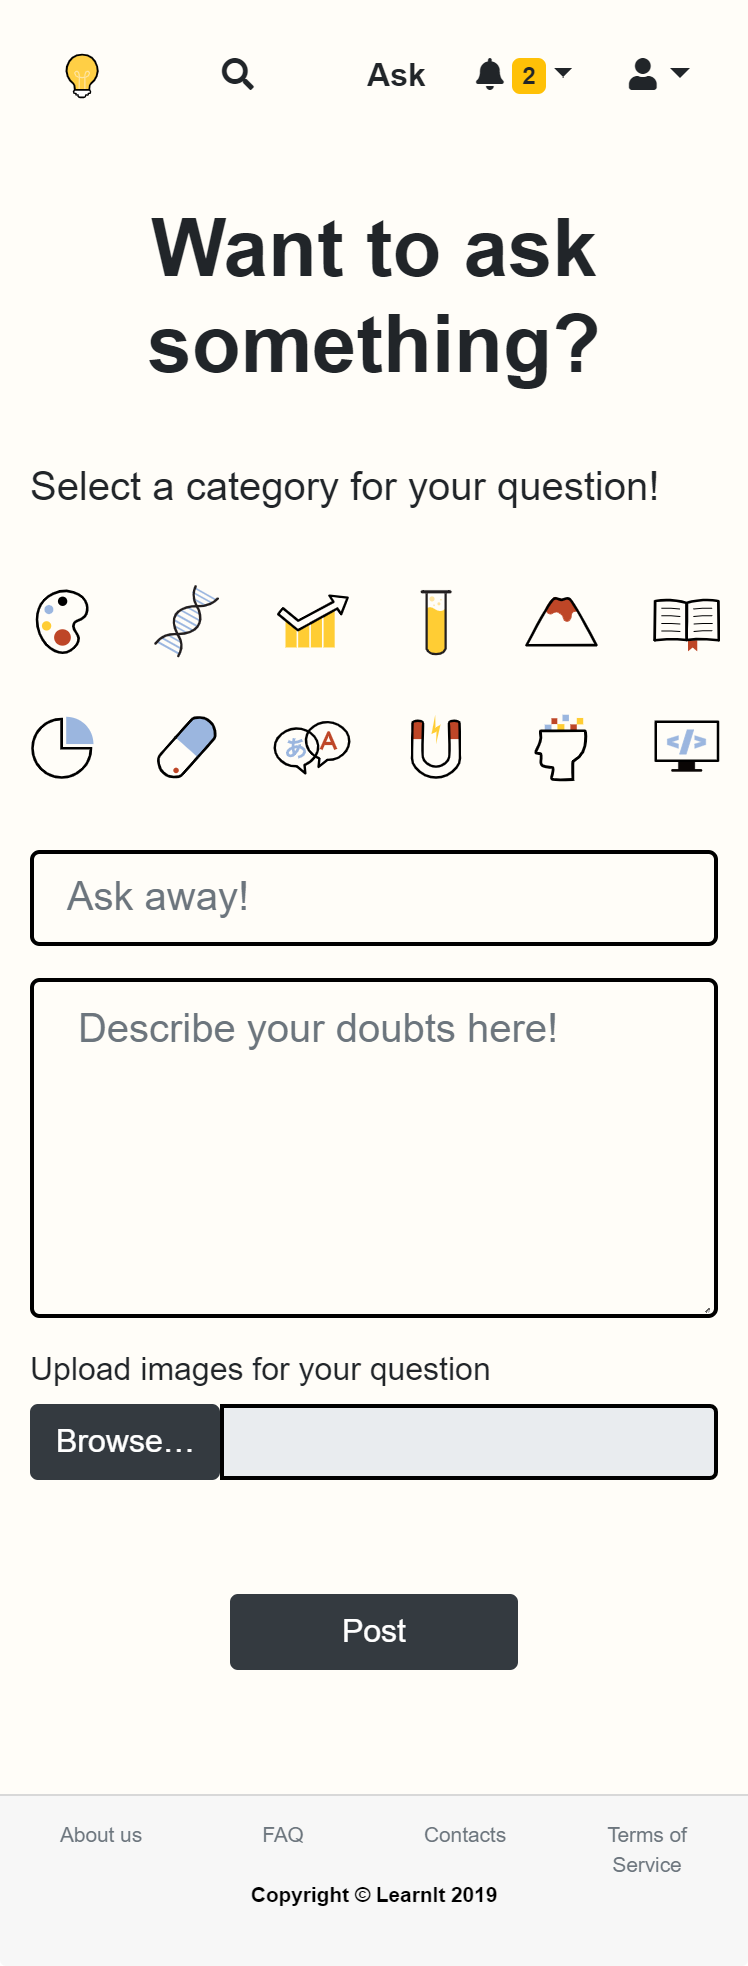 Ask 2
Want to ask
something?
Select a category for your question!
あ A </>
Ask away!
Describe your doubts here!
Upload images for your question
Browse...
Post
About us FAQ Contacts Terms of
Service
Copyright © LearnIt 2019